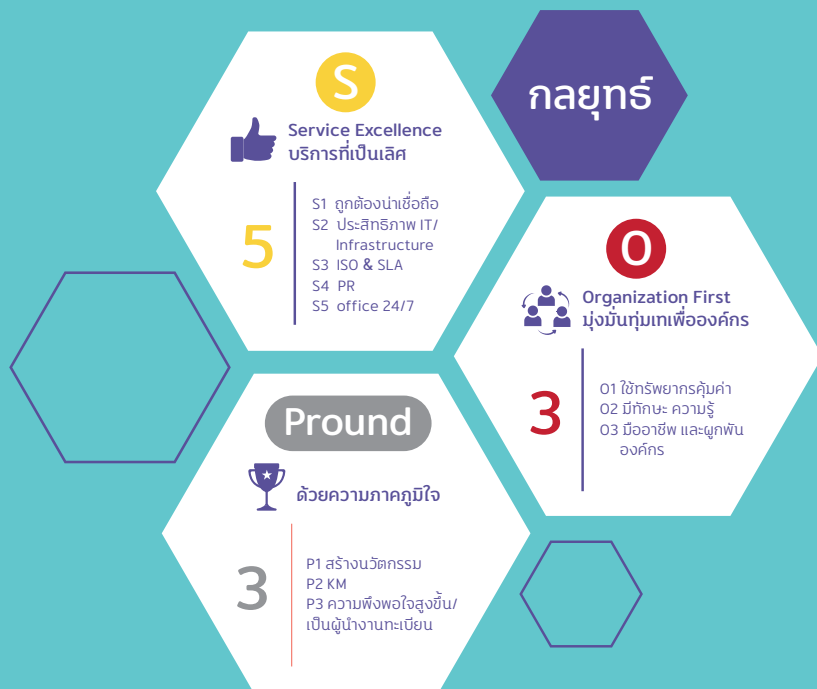 กลยุทธ์
S
Service Excellence
บริการที่เป็นเลิศ
5
S1 ถูกต้องน่าเชื่อถือ
S2 ประสิทธิภาพ IT/
Infrastructure
S3 ISO & SLA
S4 PR
S5 office 24/7
O
Organization First
มุ่งมั่นทุ่มเทเพื่อองค์กร
3
O1 ใช้ทรัพยากรคุ้มค่า
O2 มีทักษะ ความรู้
O3 มืออาชีพ และผูกพัน
องค์กร
Pround
ด้วยความภาคภูมิใจ
3
P1 สร้างนวัตกรรม
P2 KM
P3 ความพึงพอใจสูงขึ้น/
เป็นผู้นำงานทะเบียน